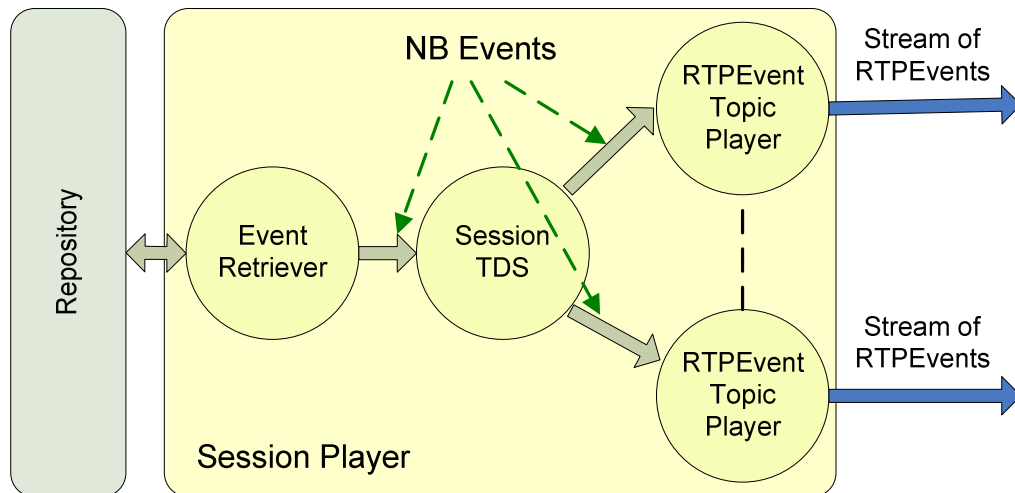 Repository
NB Events
Event
Retriever
Session
TDS
RTPEvent
Topic
Player
Stream of
RTPEvents
RTPEvent
Topic
Player
Stream of
RTPEvents
Session Player